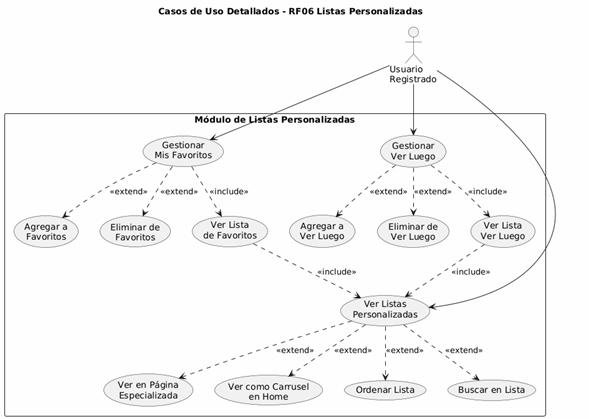 Casos de Uso Detallados - RF06 Listas Personalizadas
Usuario
Registrado
Módulo de Listas Personalizadas
Gestionar
Mis Favoritos
Gestionar
Ver Luego
«extend»
«extend»
«include»
«extend»
«extend»
«include»
Agregar a
Favoritos
Eliminar de
Favoritos
Ver Lista
de Favoritos
Agregar a
Ver Luego
Eliminar de
Ver Luego
Ver Lista
Ver Luego
«include»
«include»
Ver Listas
Personalizadas
«extend»
«extend»
«extend»
«extend»
Ver en Página
Especializada
Ver como Carrusel
en Home
Ordenar Lista
Buscar en Lista